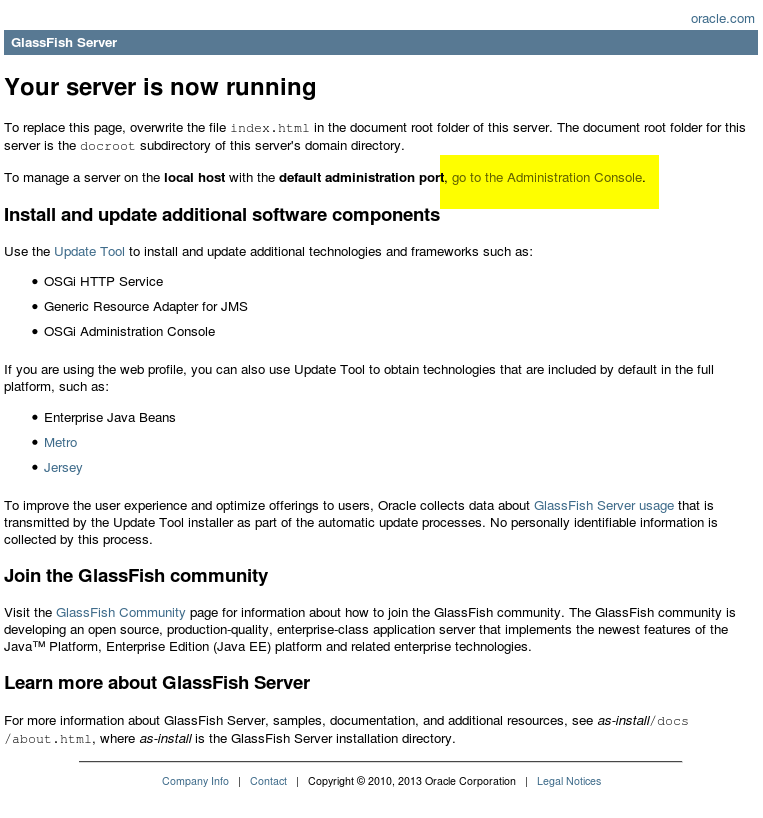 oracle.com
GlassFish Server
Your server is now running
To replace this page, overwrite the file index.html in the document root folder of this server. The document root folder for this
server is the docroot subdirectory of this server's domain directory.
To manage a server on the local host with the default administration port, go to the Administration Console.
Install and update additional software components
Use the Update Tool to install and update additional technologies and frameworks such as:
• OSGi HTTP Service
• Generic Resource Adapter for JMS
• OSGi Administration Console
If you are using the web profile, you can also use Update Tool to obtain technologies that are included by default in the full
platform, such as:
• Enterprise Java Beans
• Metro
• Jersey
To improve the user experience and optimize offerings to users, Oracle collects data about GlassFish Server usage that is
transmitted by the Update Tool installer as part of the automatic update processes. No personally identifiable information is
collected by this process.
Join the GlassFish community
Visit the GlassFish Community page for information about how to join the GlassFish community. The GlassFish community is
developing an open source, production-quality, enterprise-class application server that implements the newest features of the
Java™ Platform, Enterprise Edition (Java EE) platform and related enterprise technologies.
Learn more about GlassFish Server
For more information about GlassFish Server, samples, documentation, and additional resources, see as-install/docs
/about.html, where as-install is the GlassFish Server installation directory.
Company Info | Contact | Copyright © 2010, 2013 Oracle Corporation | Legal Notices